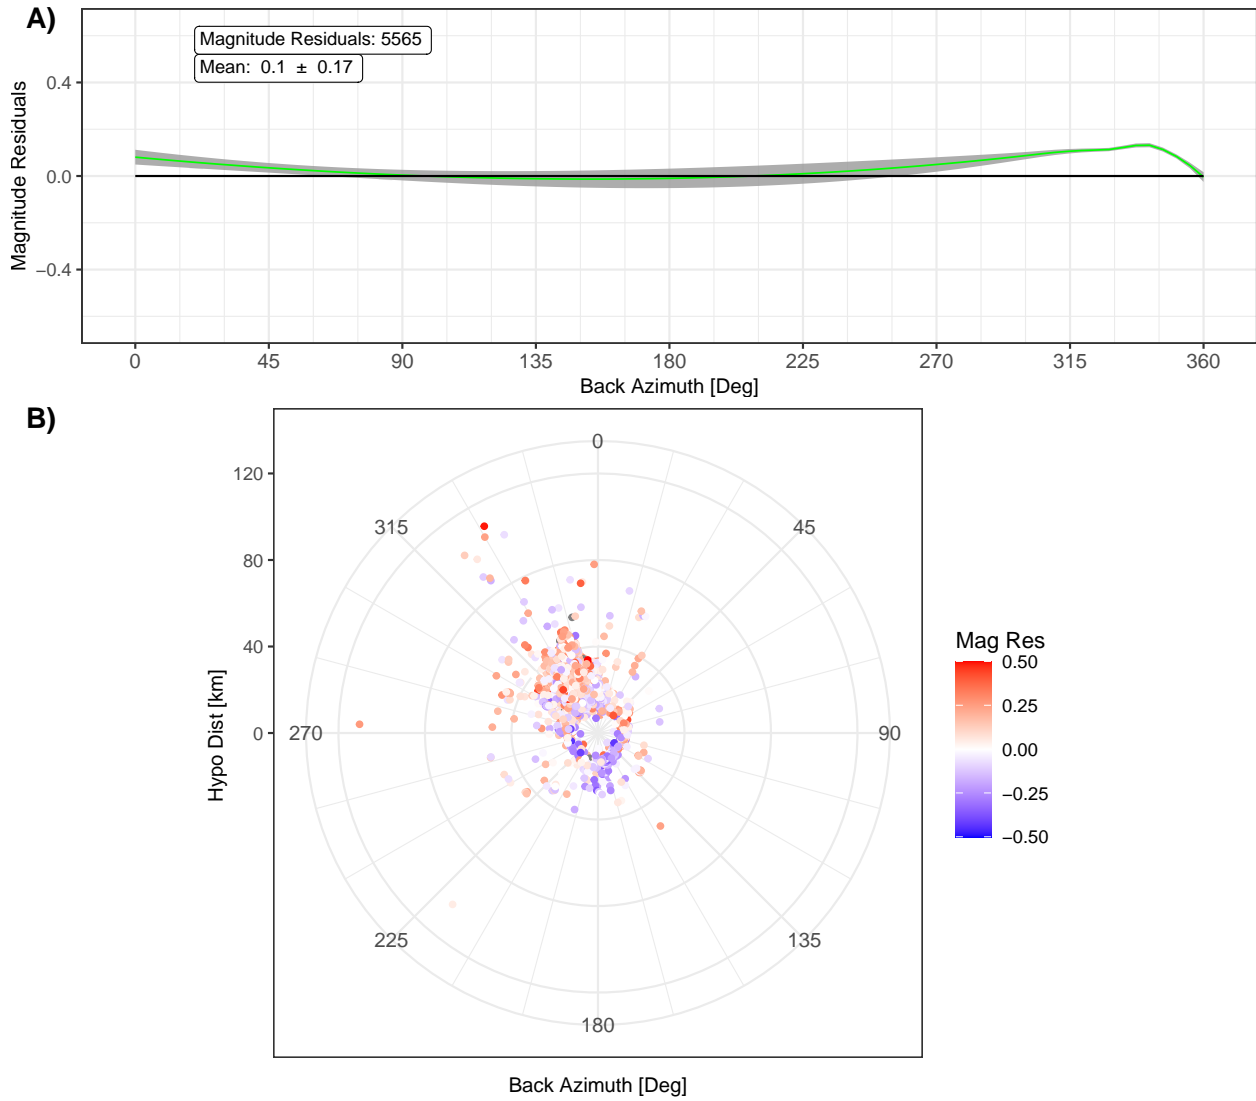 A)
Magnitude Residuals: 5565
Mean:  0.1  ±  0.17
Magnitude Residuals
0.4
0.0
−0.4
0 45 90 135 180 225 270 315 360
Back Azimuth [Deg]
B)
Hypo Dist [km]
120
80
40
0
0
45
90
135
180
225
270
315
Back Azimuth [Deg]
Mag Res
0.50
0.25
0.00
−0.25
−0.50